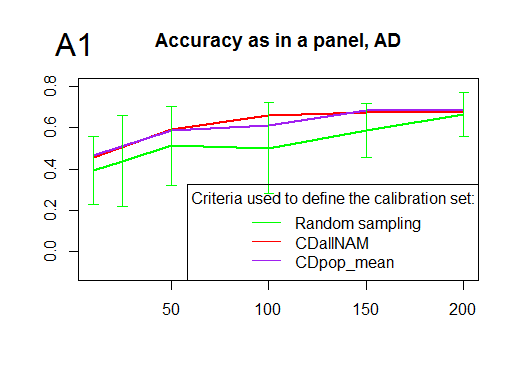 A1
Accuracy as in a panel, AD
0.8
0.6
0.4
0.2
0.0
Criteria used to define the calibration set:
Random sampling
CDallNAM
CDpop_mean
50 100 150 200